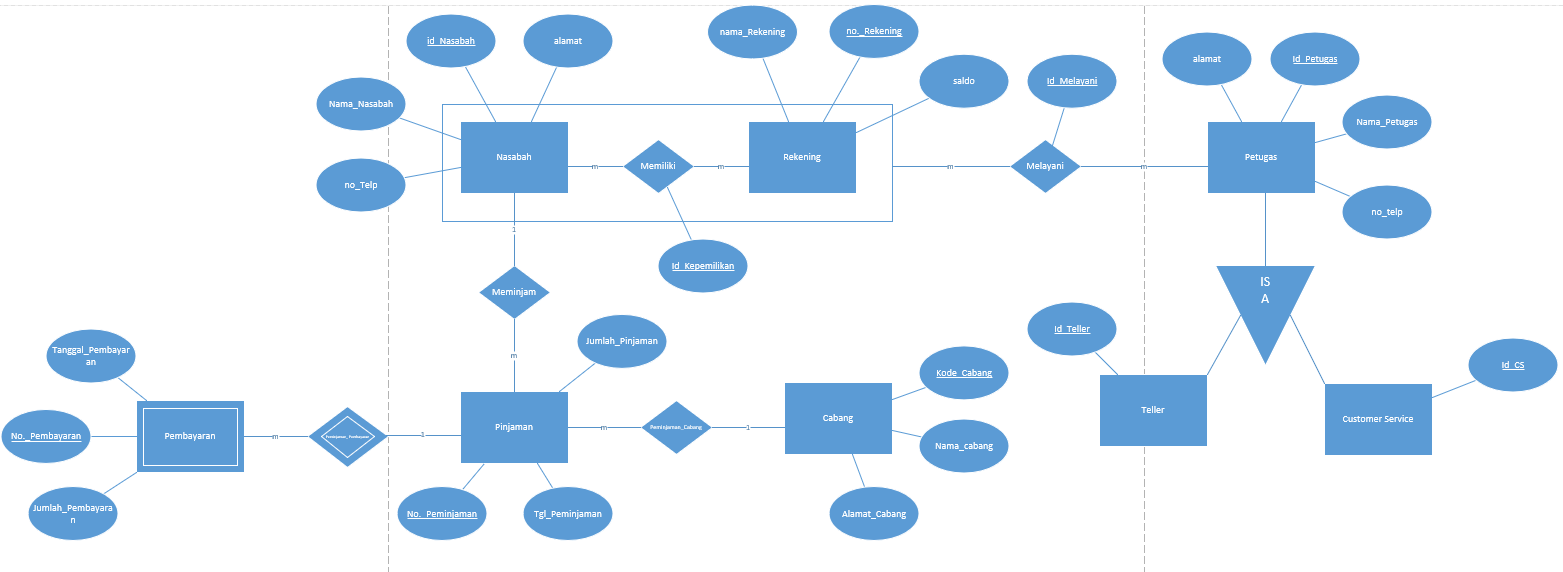 id_Nasabah
alamat
nama_Rekening
no._Rekening
saldo
Id_Melayani
alamat
Id_Petugas
Nama_Nasabah
Nama_Petugas
Nasabah
m
Memiliki
m
Rekening
m
Melayani
m
Petugas
no_Telp
no_telp
1
Id_Kepemilikan
Meminjam
IS
A
Id_Teller
Jumlah_Pinjaman
m
Tanggal_Pembayar
an
Kode_Cabang
Id_CS
No._Pembayaran
Pembayaran
m
1
Pinjaman
m
Peminjaman_Cabang
1
Cabang
Teller
Customer Service
Nama_cabang
Jumlah_Pembayara
n
No._Peminjaman
Tgl_Peminjaman
Alamat_Cabang